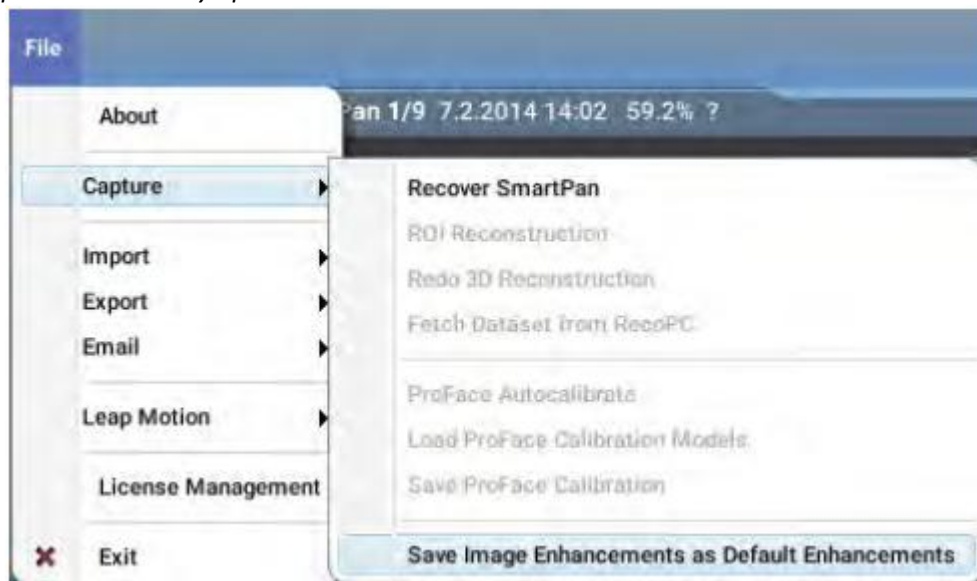 File
Pan 1/9 7.2.2014 14:02 59.2% ?
About
Capture
Import
Export
Email
Leap Motion
License Management
Exit
Recover SmartPan
ROI Reconstruction
Redo 3D Reconstruction
Fetch Dataset from RecoPC
ProFace Autocalibrate
Load ProFace Calibration Models
Save ProFace Calibration
Save Image Enhancements as Default Enhancements